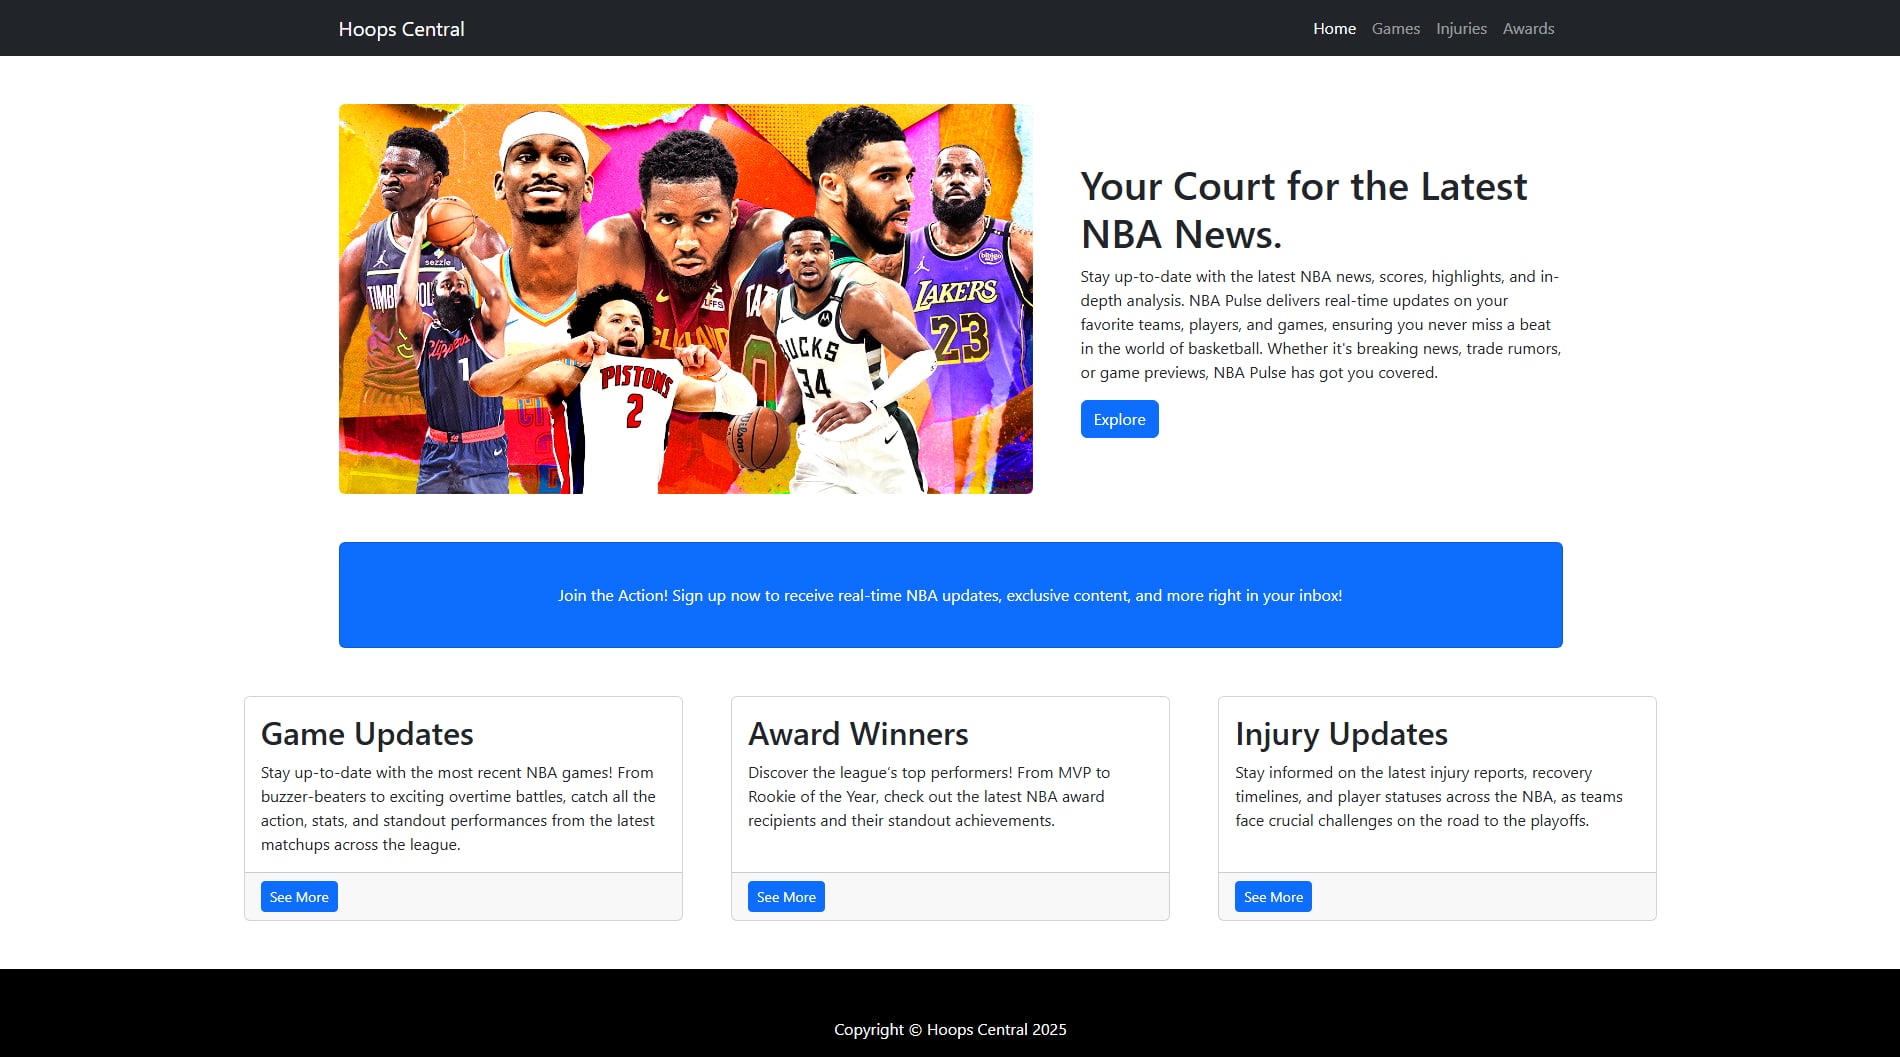 Hoops Central
Home Games Injuries Awards
sezzle
TIMB OL
Clippers
1
PISTONS
2
BUCKS
34
LAKERS
23
bibigo
Wilson
TAT
0
Your Court for the Latest
NBA News.
Stay up-to-date with the latest NBA news, scores, highlights, and in-
depth analysis. NBA Pulse delivers real-time updates on your
favorite teams, players, and games, ensuring you never miss a beat
in the world of basketball. Whether it's breaking news, trade rumors,
or game previews, NBA Pulse has got you covered.
Explore
Join the Action! Sign up now to receive real-time NBA updates, exclusive content, and more right in your inbox!
Game Updates
Stay up-to-date with the most recent NBA games! From
buzzer-beaters to exciting overtime battles, catch all the
action, stats, and standout performances from the latest
matchups across the league.
See More
Award Winners
Discover the league’s top performers! From MVP to
Rookie of the Year, check out the latest NBA award
recipients and their standout achievements.
See More
Injury Updates
Stay informed on the latest injury reports, recovery
timelines, and player statuses across the NBA, as teams
face crucial challenges on the road to the playoffs.
See More
Copyright © Hoops Central 2025